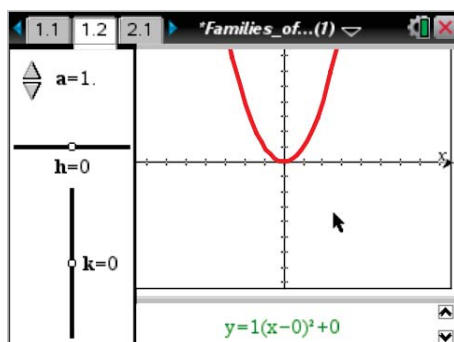 1.1 1.2 2.1 *Families_of...(1)
a=1.
h=0
k=0
x
y=1(x−0)²+0